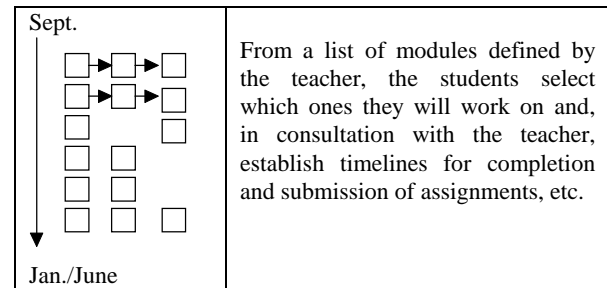 Sept.
Jan./June
From a list of modules defined by
the teacher, the students select
which ones they will work on and,
in consultation with the teacher,
establish timelines for completion
and submission of assignments, etc.